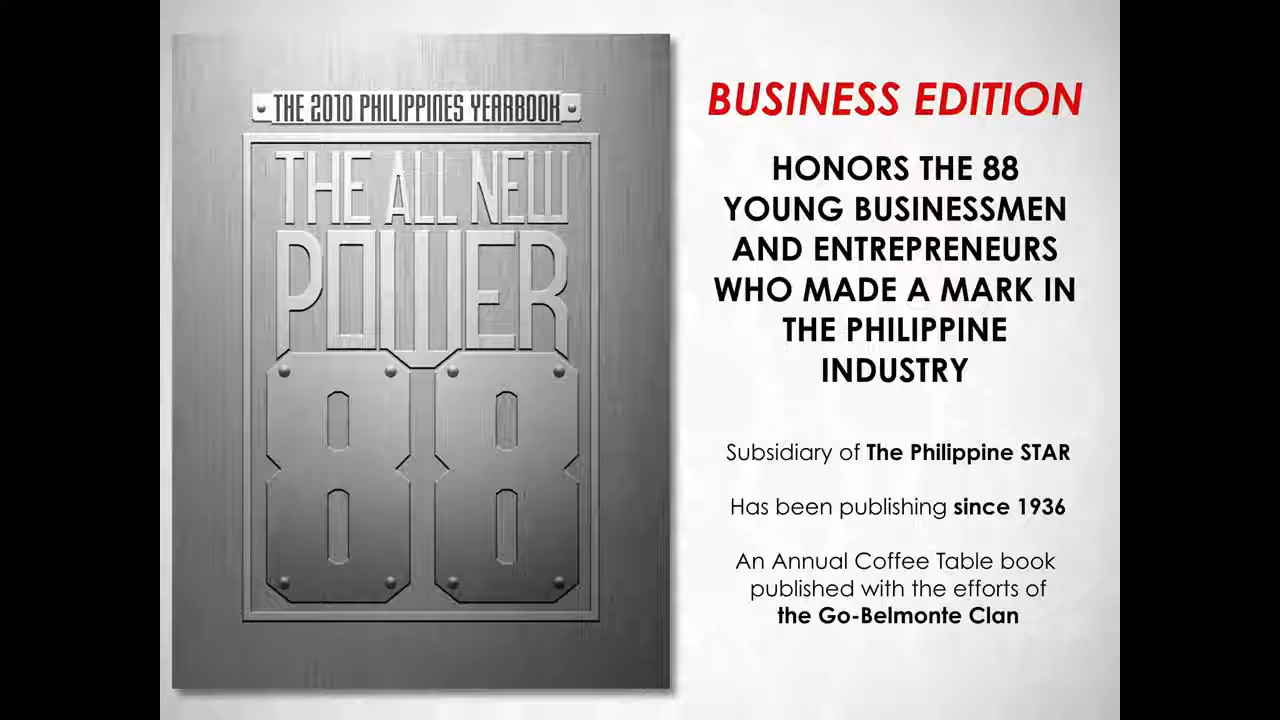 THE 2010 PHILIPPINES YEARBOOK
THE ALL NEW
POWER
88
BUSINESS EDITION
HONORS THE 88
YOUNG BUSINESSMEN
AND ENTREPRENEURS
WHO MADE A MARK IN
THE PHILIPPINE
INDUSTRY
Subsidiary of The Philippine STAR
Has been publishing since 1936
An Annual Coffee Table book
published with the efforts of
the Go-Belmonte Clan